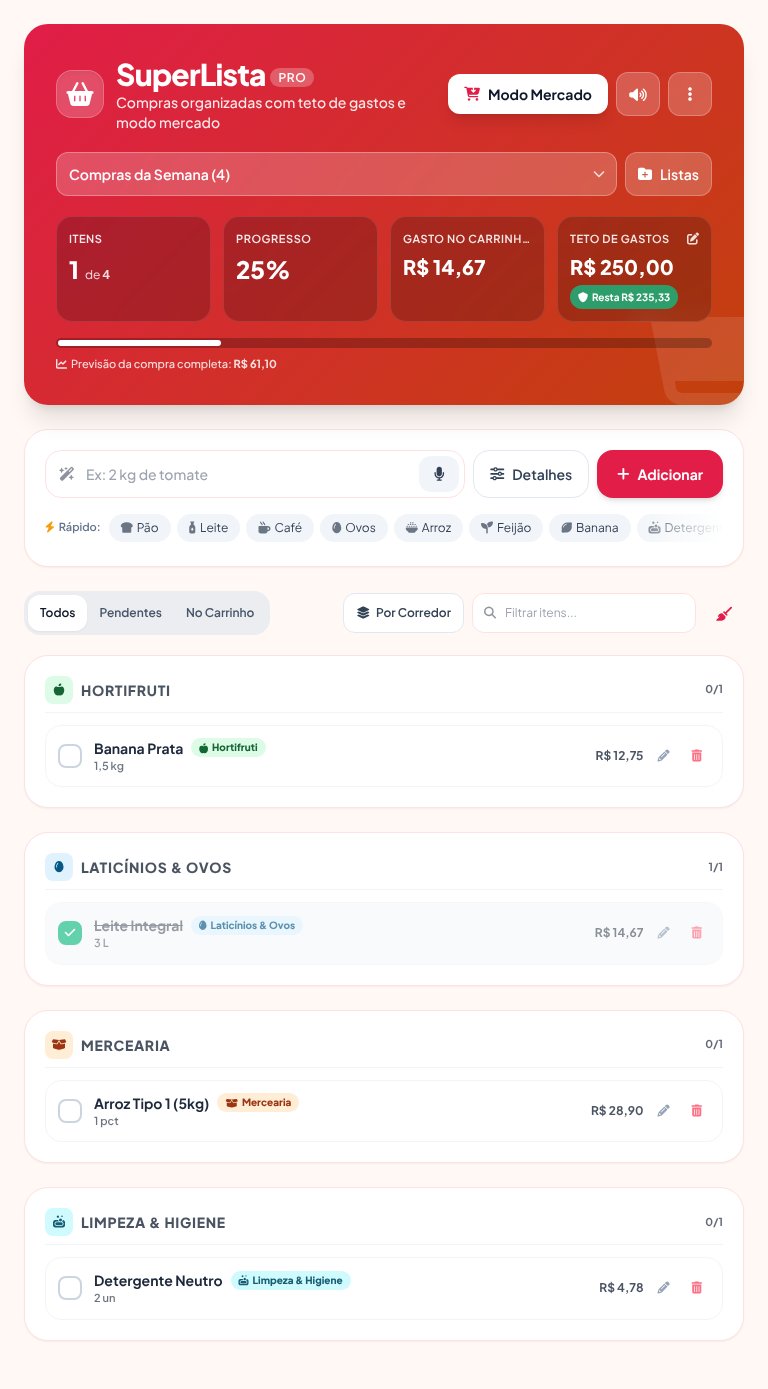 SuperLista PRO
Compras organizadas com teto de gastos e
modo mercado
Modo Mercado
Compras da Semana (4)
Listas
ITENS
1 de 4
PROGRESSO
25%
GASTO NO CARRINH...
R$ 14,67
TETO DE GASTOS
R$ 250,00
Resta R$ 235,33
Previsão da compra completa: R$ 61,10
Ex: 2 kg de tomate
Detalhes
+ Adicionar
Rápido:
Pão
Leite
Café
Ovos
Arroz
Feijão
Banana
Detergen
Todos
Pendentes
No Carrinho
Por Corredor
Filtrar itens...
HORTIFRUTI
0/1
Banana Prata
Hortifruti
1,5 kg
R$ 12,75
LATICÍNIOS & OVOS
1/1
Leite Integral
Laticínios & Ovos
3 L
R$ 14,67
MERCEARIA
0/1
Arroz Tipo 1 (5kg)
Mercearia
1 pct
R$ 28,90
LIMPEZA & HIGIENE
0/1
Detergente Neutro
Limpeza & Higiene
2 un
R$ 4,78